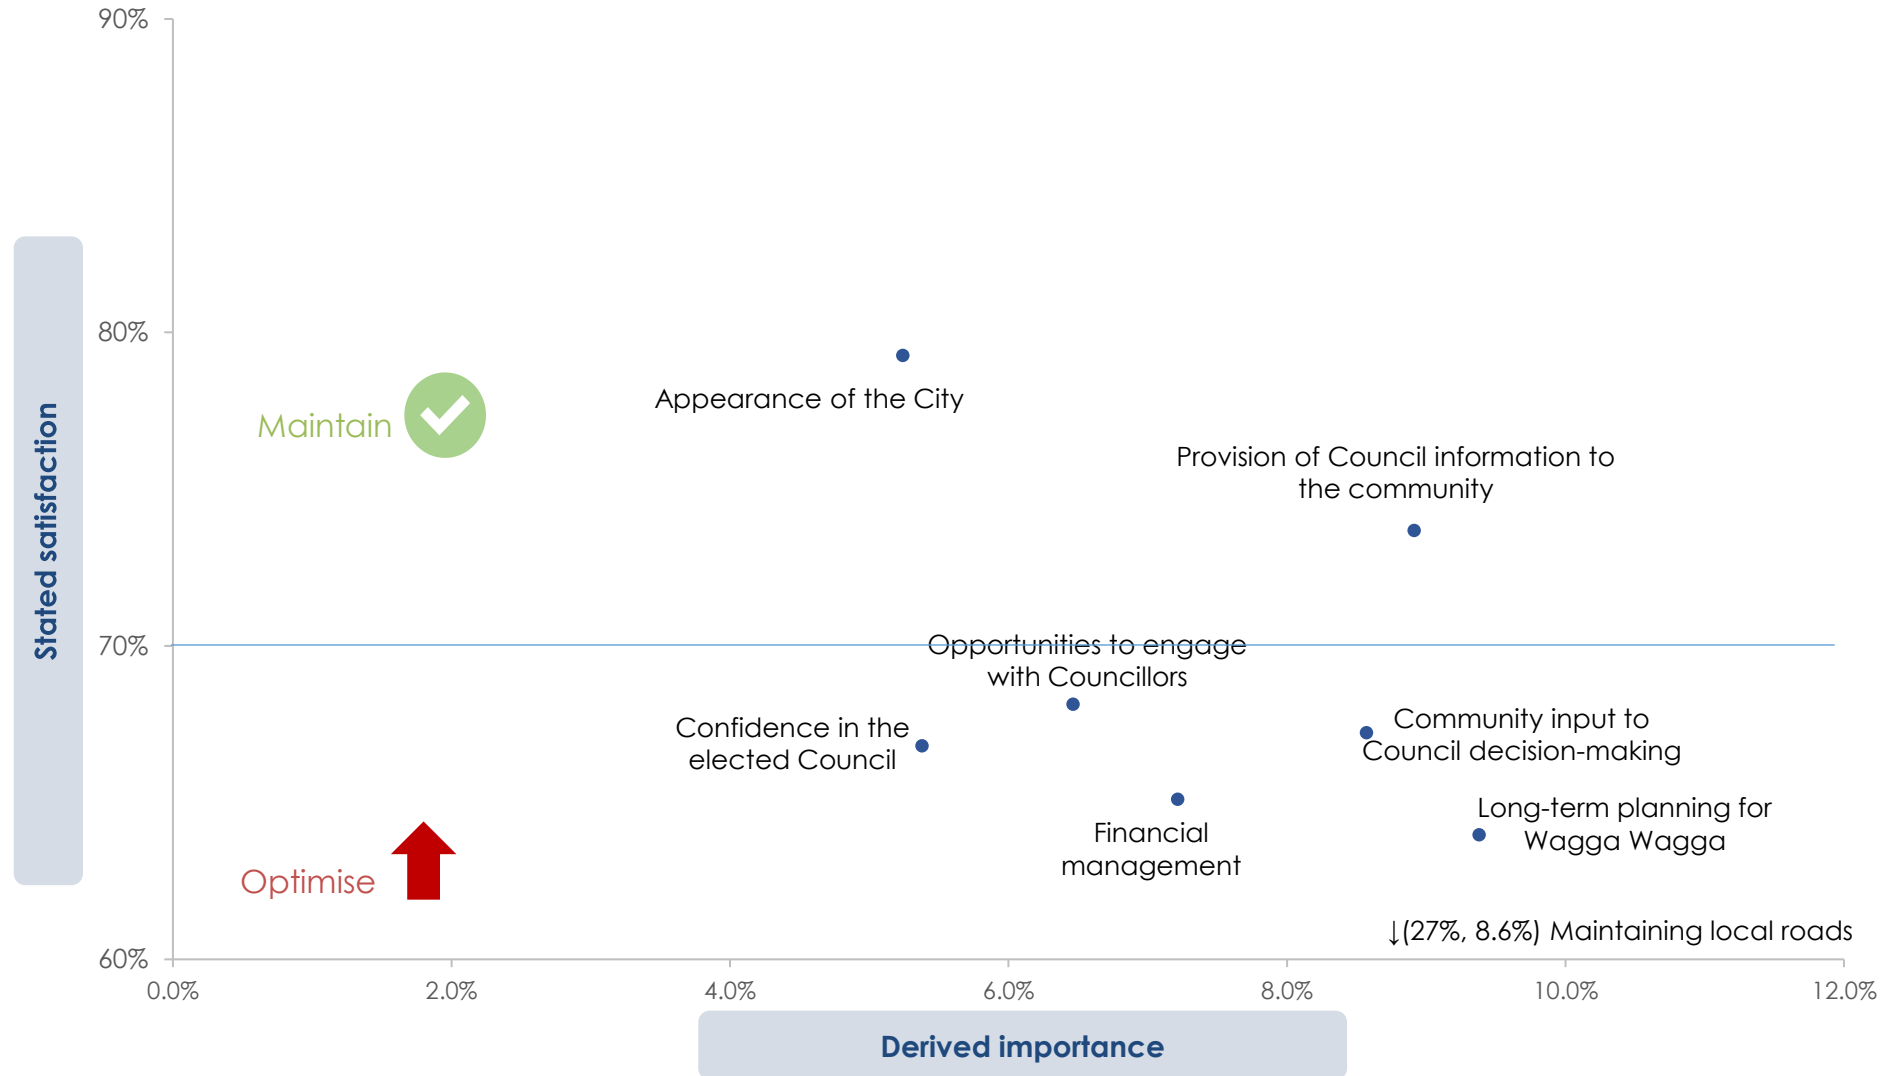 90%
80%
Appearance of the City
Maintain
Provision of Council information to
the community
Stated satisfaction
70%
Opportunities to engage
with Councillors
Confidence in the
elected Council
Community input to
Council decision-making
Long-term planning for
Wagga Wagga
Financial
management
Optimise
↓(27%, 8.6%) Maintaining local roads
60%
0.0%
2.0%
4.0%
6.0%
8.0%
10.0%
12.0%
Derived importance